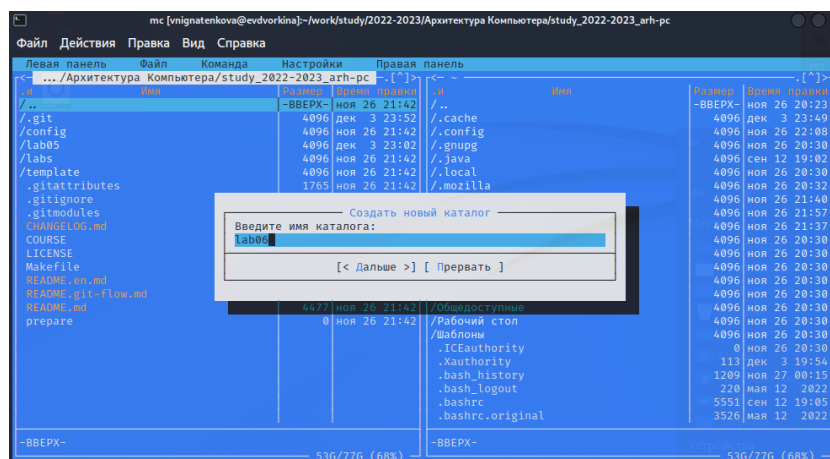 mc [vnignatenkova@evdvorkina]:~/work/study/2022-2023/Архитектура Компьютера/study_2022-2023_arh-pc
Файл Действия Правка Вид Справка
Левая панель Файл Команда Настройки Правая панель
<— .../Архитектура Компьютера/study_2022-2023_arh-pc —.[^]> <— ~ —.[^]>
.и Имя Размер Время правки .и Имя Размер Время правки
/.. -ВВЕРХ- ноя 26 21:42 /.. -ВВЕРХ- ноя 26 20:23
/.git 4096 дек 3 23:52 /.cache 4096 дек 3 23:49
/config 4096 ноя 26 21:42 /.config 4096 ноя 26 22:08
/lab05 4096 дек 3 23:02 /.gnupg 4096 ноя 26 20:30
/labs 4096 ноя 26 21:42 /.java 4096 сен 12 19:02
/template 4096 ноя 26 21:42 /.local 4096 ноя 26 20:30
.gitattributes 1765 ноя 26 21:42 /.mozilla 4096 ноя 26 20:32
.gitignore 4096 ноя 26 21:40
.gitmodules Создать новый каталог 4096 ноя 26 21:57
CHANGELOG.md Введите имя каталога: 4096 ноя 26 21:37
COURSE lab06 4096 ноя 26 20:30
LICENSE 4096 ноя 26 20:30
Makefile [< Дальше >] [ Прервать ] 4096 ноя 26 20:30
README.en.md 4096 ноя 26 20:30
README.git-flow.md 4096 ноя 26 20:30
README.md 4477 ноя 26 21:42 /Общедоступные 4096 ноя 26 20:30
prepare 0 ноя 26 21:42 /Рабочий стол 4096 ноя 26 20:30
/Шаблоны 4096 ноя 26 20:30
.ICEauthority 0 ноя 26 20:30
.Xauthority 113 дек 3 19:54
.bash_history 1209 ноя 27 00:15
.bash_logout 220 мая 12 2022
.bashrc 5551 сен 12 19:05
.bashrc.original 3526 мая 12 2022
-ВВЕРХ- -ВВЕРХ-
53G/77G (68%) 53G/77G (68%)